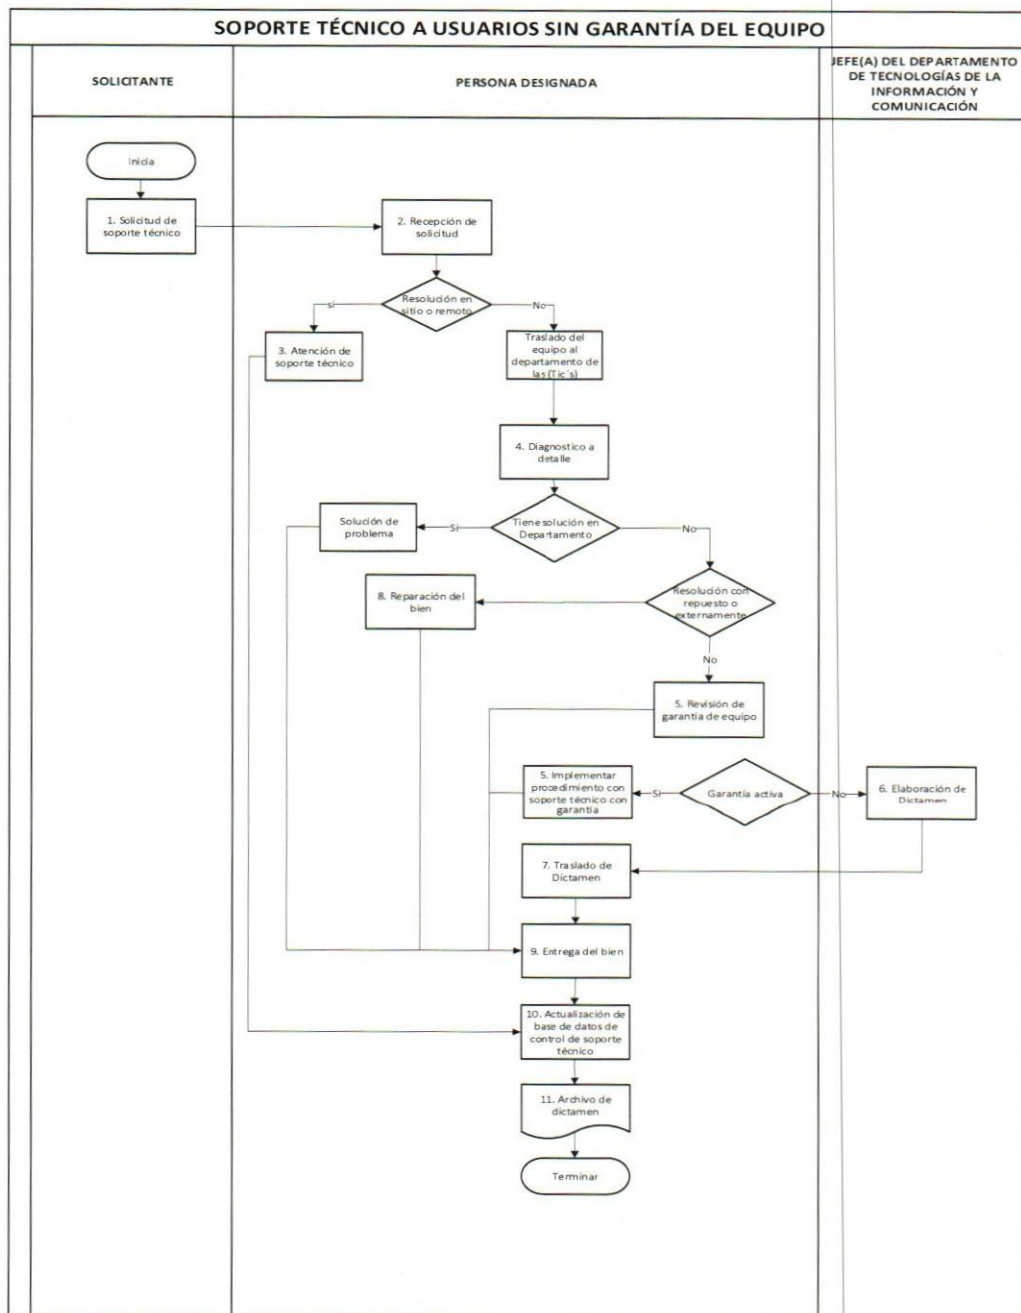 SOPORTE TÉCNICO A USUARIOS SIN GARANTÍA DEL EQUIPO
SOLICITANTE
PERSONA DESIGNADA
JEFE(A) DEL DEPARTAMENTO
DE TECNOLOGÍAS DE LA
INFORMACIÓN Y
COMUNICACIÓN
Inicia
1. Solicitud de
soporte técnico
2. Recepción de
solicitud
Resolución en
sitio o remoto
si
No
3. Atención de
soporte técnico
Traslado del
equipo al
departamento de
las (Tic´s)
4. Diagnostico a
detalle
Tiene solución en
Departamento
Si
No
Solución de
problema
Resolución con
repuesto o
externamente
8. Reparación del
bien
No
5. Revisión de
garantía de equipo
Garantía activa
Si
No
5. Implementar
procedimiento con
soporte técnico con
garantía
6. Elaboración de
Dictamen
7. Traslado de
Dictamen
9. Entrega del bien
10. Actualización de
base de datos de
control de soporte
técnico
11. Archivo de
dictamen
Terminar